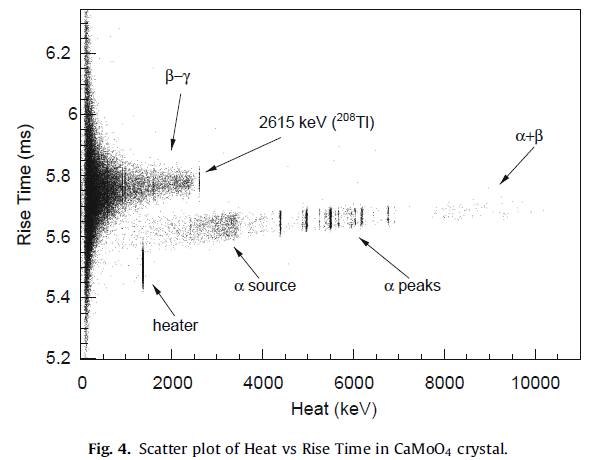 6.2
β–γ
6
2615 keV (²⁰⁸Tl)
α+β
5.8
Rise Time (ms)
5.6
α source
α peaks
5.4
heater
5.2
0 2000 4000 6000 8000 10000
Heat (keV)
Fig. 4. Scatter plot of Heat vs Rise Time in CaMoO₄ crystal.